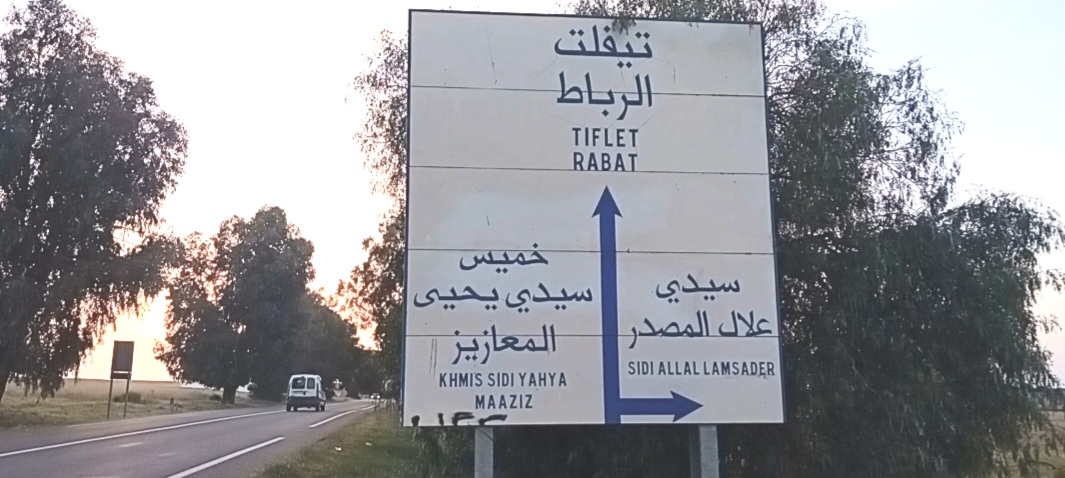 تيفلت
الرباط
TIFLET
RABAT
خميس
سيدي يحيى
المعازيز
KHMIS SIDI YAHYA
MAAZIZ
سيدي
علال المصدر
SIDI ALLAL LAMSADER